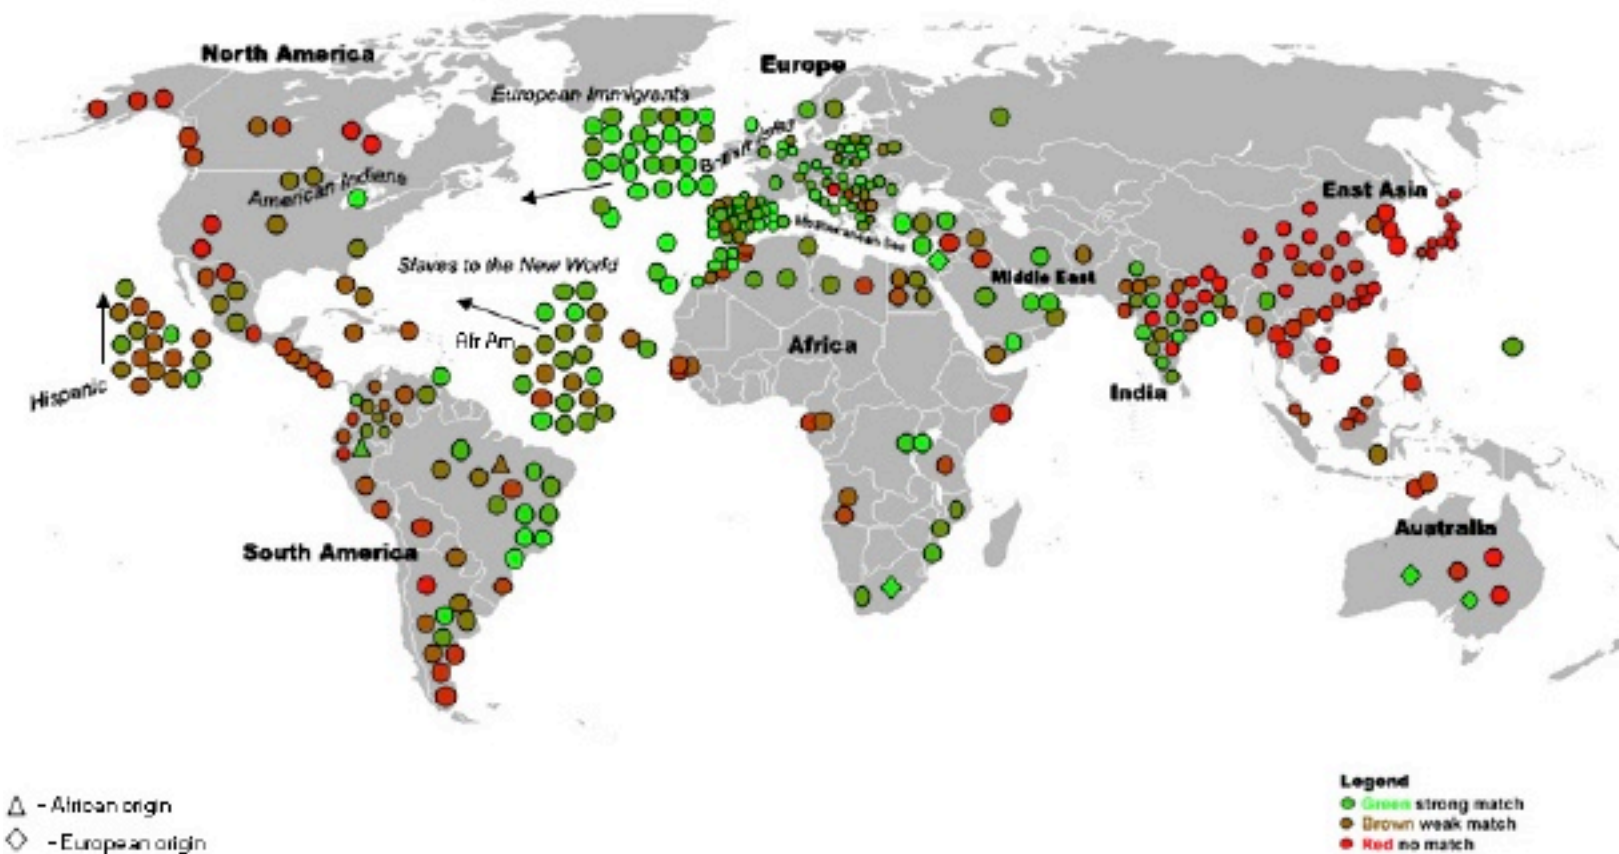 North America
Europe
European Immigrants
American Indians
East Asia
Mediterranean Sea
Slaves to the New World
Middle East
Afr Am
Africa
Hispanic
India
South America
Australia
Legend
Green strong match
Brown weak match
Red no match
- African origin
- European origin